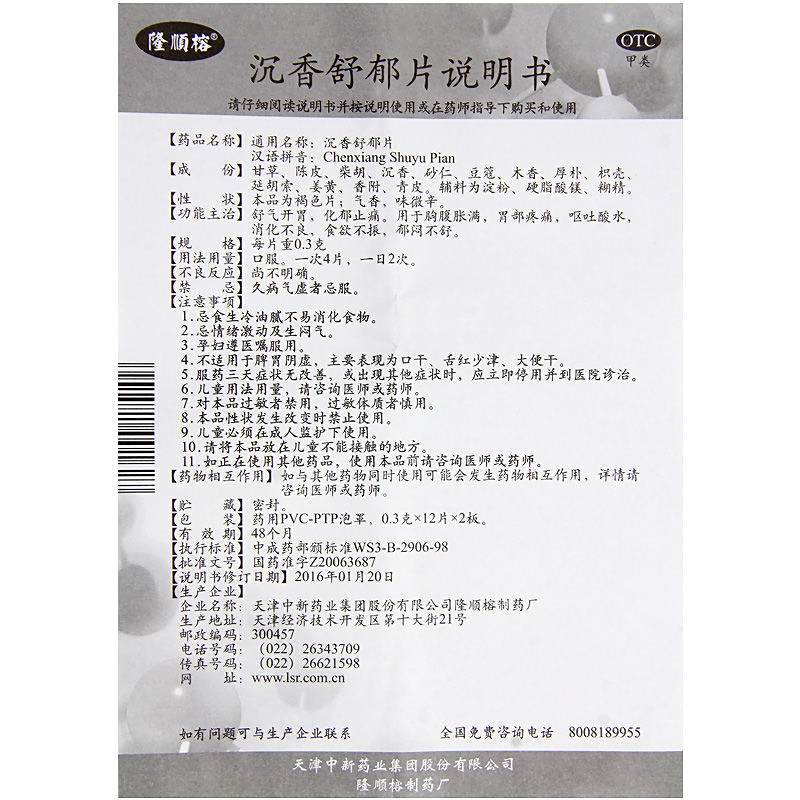 隆順榕®
OTC
甲类
沉香舒郁片说明书
请仔细阅读说明书并按说明使用或在药师指导下购买和使用
【药品名称】通用名称：沉香舒郁片
汉语拼音：Chenxiang Shuyu Pian
【成 份】甘草、陈皮、柴胡、沉香、砂仁、豆蔻、木香、厚朴、枳壳、
延胡索、姜黄、香附、青皮。辅料为淀粉、硬脂酸镁、糊精。
【性 状】本品为褐色片；气香，味微辛。
【功能主治】舒气开胃，化郁止痛。用于胸腹胀满，胃部疼痛，呕吐酸水，
消化不良，食欲不振，郁闷不舒。
【规 格】每片重0.3克
【用法用量】口服。一次4片，一日2次。
【不良反应】尚不明确。
【禁 忌】久病气虚者忌服。
【注意事项】
1.忌食生冷油腻不易消化食物。
2.忌情绪激动及生闷气。
3.孕妇遵医嘱服用。
4.不适用于脾胃阴虚，主要表现为口干、舌红少津、大便干。
5.服药三天症状无改善，或出现其他症状时，应立即停用并到医院诊治。
6.儿童用法用量，请咨询医师或药师。
7.对本品过敏者禁用，过敏体质者慎用。
8.本品性状发生改变时禁止使用。
9.儿童必须在成人监护下使用。
10.请将本品放在儿童不能接触的地方。
11.如正在使用其他药品，使用本品前请咨询医师或药师。
【药物相互作用】如与其他药物同时使用可能会发生药物相互作用，详情请
咨询医师或药师。
【贮 藏】密封。
【包 装】药用PVC-PTP泡罩，0.3克×12片×2板。
【有 效 期】48个月
【执行标准】中成药部颁标准WS3-B-2906-98
【批准文号】国药准字Z20063687
【说明书修订日期】2016年01月20日
【生产企业】
企业名称：天津中新药业集团股份有限公司隆顺榕制药厂
生产地址：天津经济技术开发区第十大街21号
邮政编码：300457
电话号码：（022）26343709
传真号码：（022）26621598
网 址：www.lsr.com.cn
如有问题可与生产企业联系 全国免费咨询电话 8008189955
天津中新药业集团股份有限公司
隆顺榕制药厂